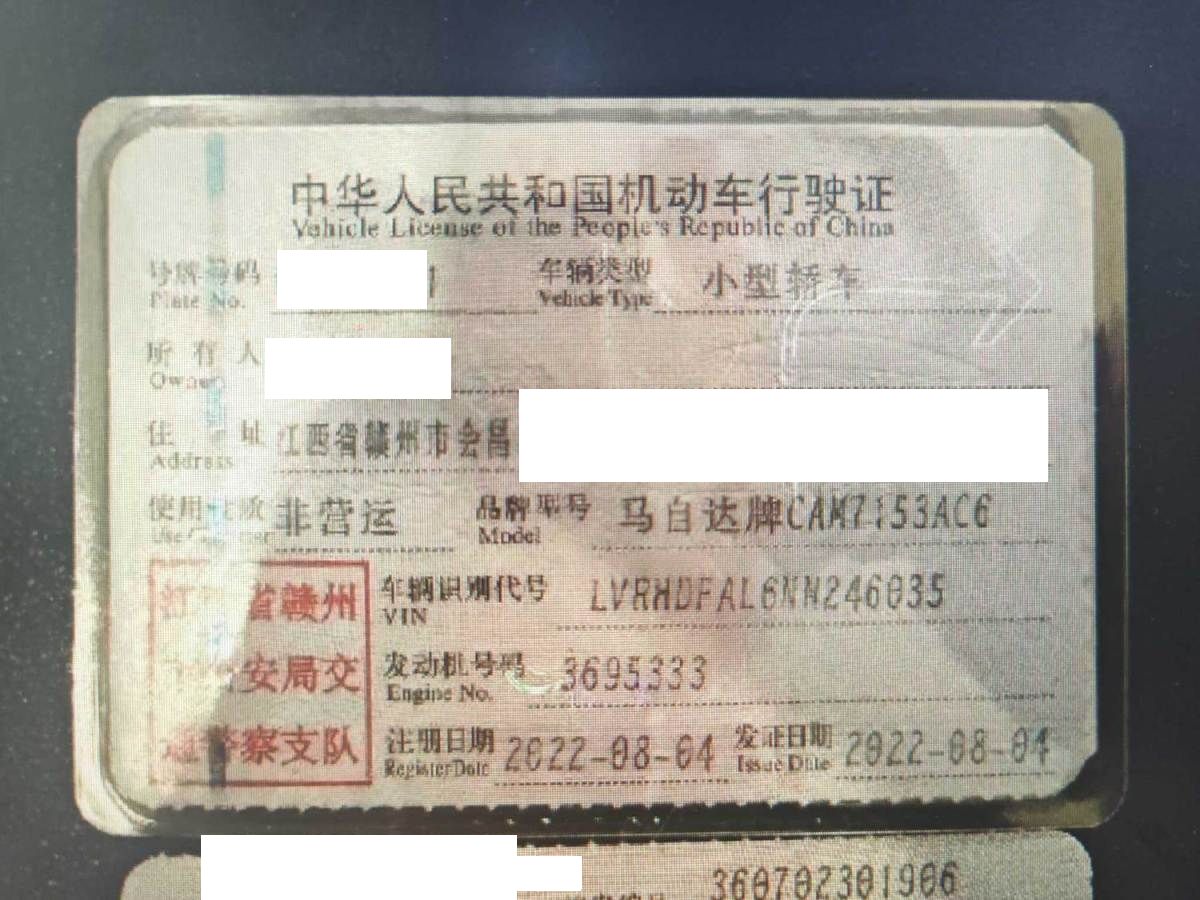 中华人民共和国机动车行驶证
Vehicle License of the People's Republic of China
号牌号码 车辆类型 小型轿车
Plate No. Vehicle Type
所有人
Owner
住址 江西省赣州市会昌
Address
使用性质 非营运 品牌型号 马自达牌CAM7153AC6
Model
车辆识别代号 LVRHDFAL6NN246035
VIN
发动机号码 3695333
Engine No.
注册日期 2022-08-04 发证日期 2022-08-04
Register Date Issue Date
江 省赣州
安局交
通警察支队
360702301906